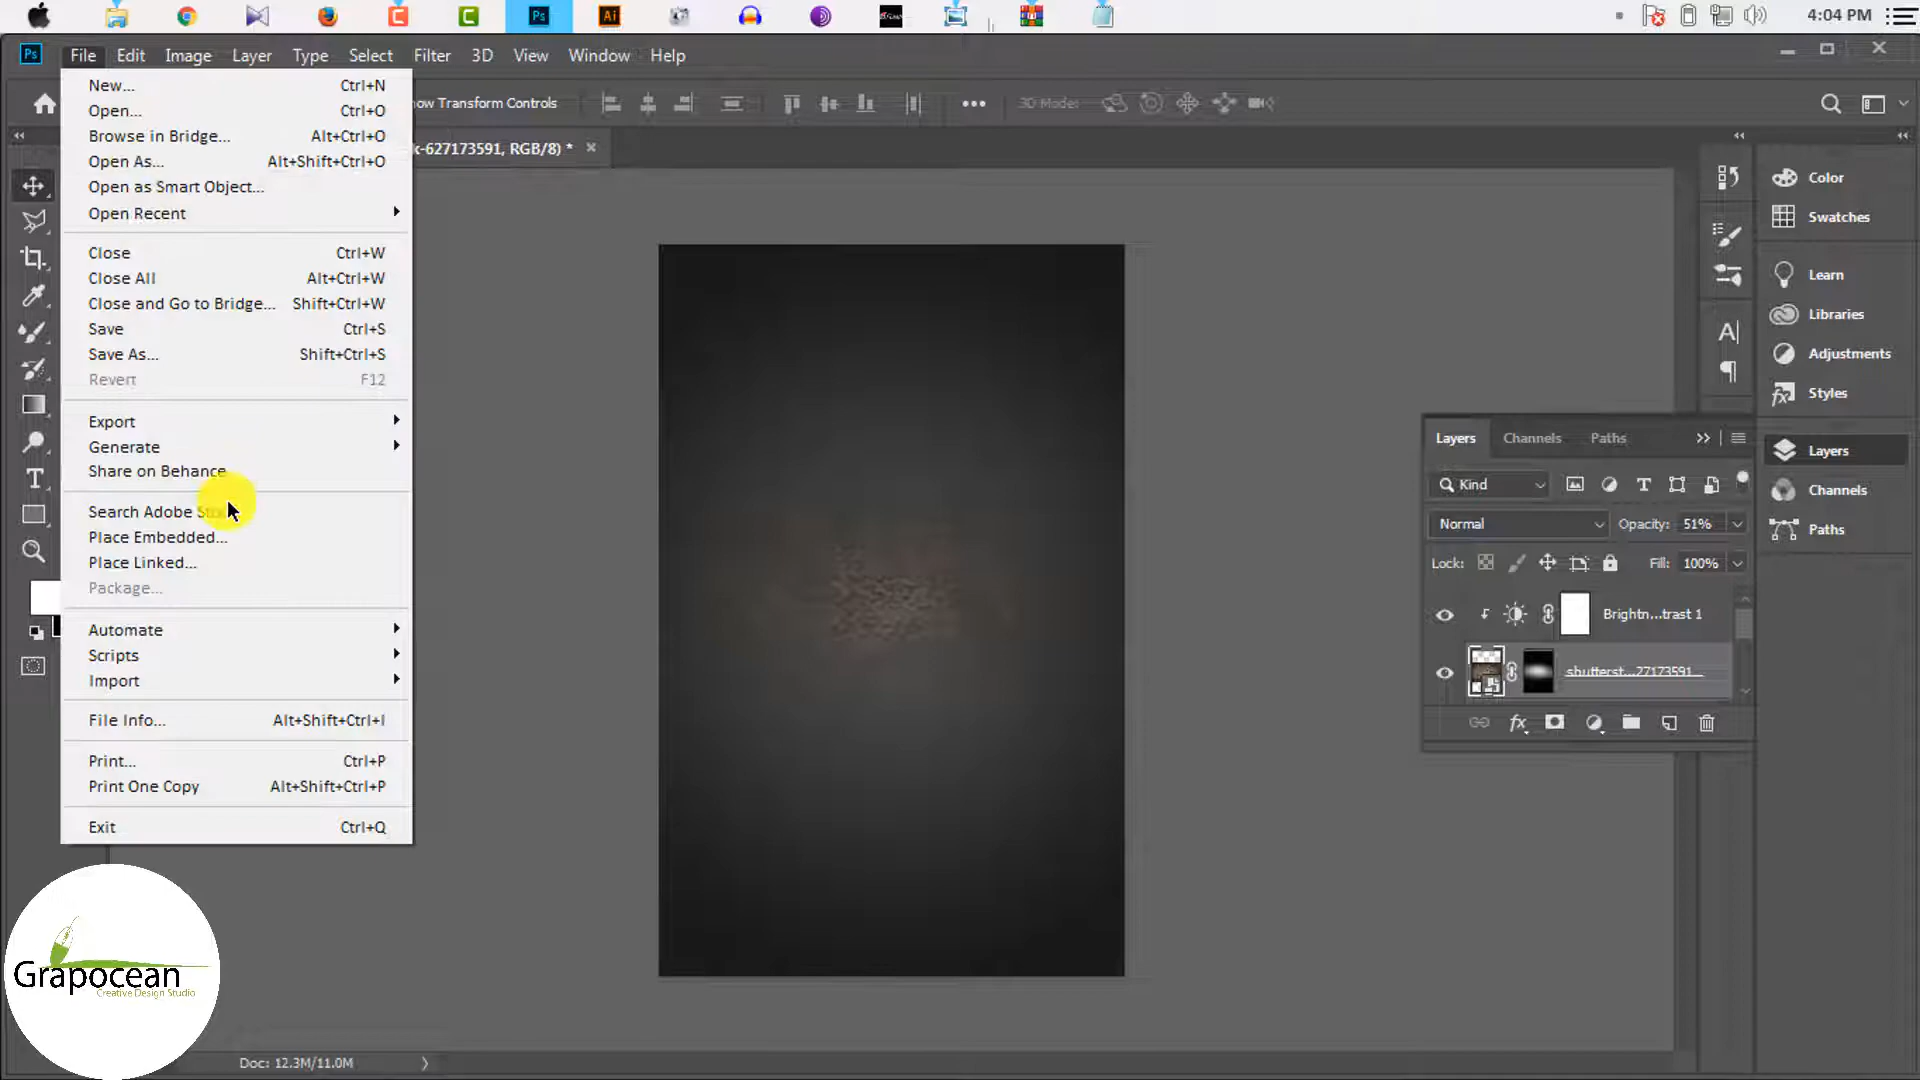 4:04 PM
Ps
File Edit Image Layer Type Select Filter 3D View Window Help
New... Ctrl+N
Open... Ctrl+O
Browse in Bridge... Alt+Ctrl+O
Open As... Alt+Shift+Ctrl+O
Open as Smart Object...
Open Recent
Close Ctrl+W
Close All Alt+Ctrl+W
Close and Go to Bridge... Shift+Ctrl+W
Save Ctrl+S
Save As... Shift+Ctrl+S
Revert F12
Export
Generate
Share on Behance
Search Adobe
Place Embedded...
Place Linked...
Package...
Automate
Scripts
Import
File Info... Alt+Shift+Ctrl+I
Print... Ctrl+P
Print One Copy Alt+Shift+Ctrl+P
Exit Ctrl+Q
Transform Controls
3D Mode:
k-627173591, RGB/8) *
Color
Swatches
Learn
Libraries
Adjustments
Styles
Layers
Channels
Paths
Layers Channels Paths
Kind
Normal Opacity: 51%
Lock: Fill: 100%
Brightn...trast 1
shutterst...27173591...
Grapocean
Creative Design Studio
Doc: 12.3M/11.0M